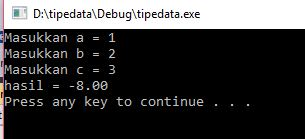 D:\tipedata\Debug\tipedata.exe
Masukkan a = 1
Masukkan b = 2
Masukkan c = 3
hasil = -8.00
Press any key to continue . . .